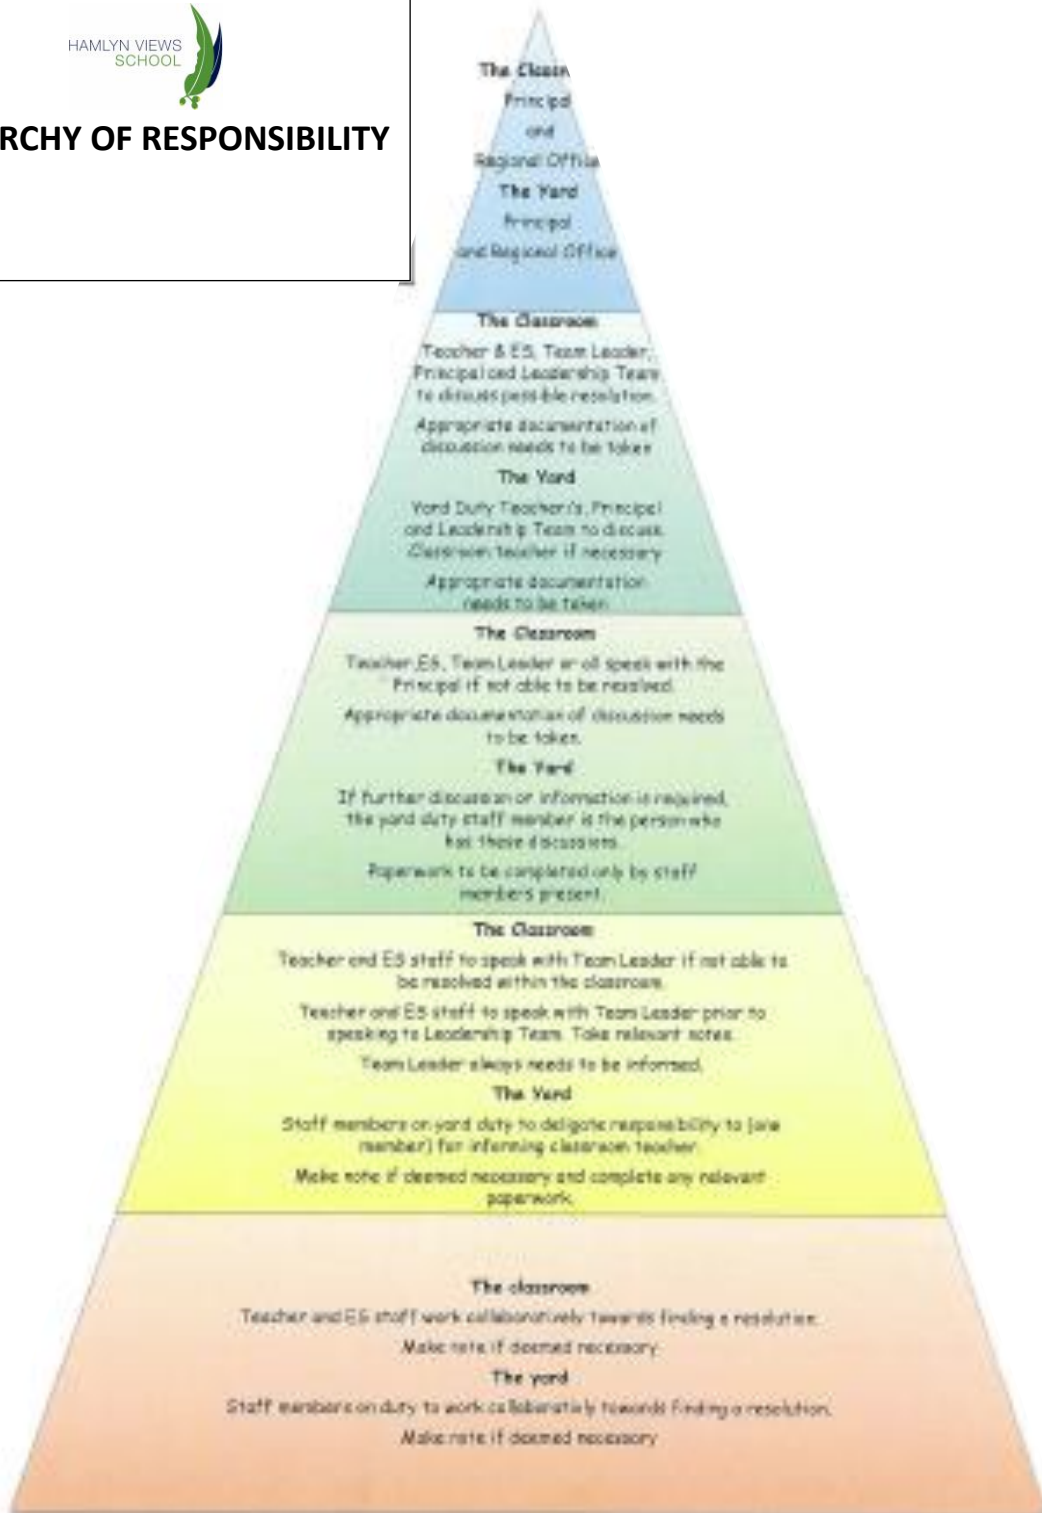 HAMLYN VIEWS
SCHOOL
RCHY OF RESPONSIBILITY
The Classr
Principal
and
Regional Office
The Yard
Principal
and Regional Office
The Classroom
Teacher & ES, Team Leader,
Principal and Leadership Team
to discuss possible resolution.
Appropriate documentation of
discussion needs to be taken
The Yard
Yard Duty Teacher/s, Principal
and Leadership Team to discuss.
Classroom teacher if necessary
Appropriate documentation
needs to be taken
The Classroom
Teacher,ES, Team Leader or all speak with the
Principal if not able to be resolved.
Appropriate documentation of discussion needs
to be taken.
The Yard
If further discussion or information is required,
the yard duty staff member is the person who
has these discussions.
Paperwork to be completed only by staff
members present.
The Classroom
Teacher and ES staff to speak with Team Leader if not able to
be resolved within the classroom.
Teacher and ES staff to speak with Team Leader prior to
speaking to Leadership Team. Take relevant notes.
Team Leader always needs to be informed.
The Yard
Staff members on yard duty to deligate responsibility to (one
member) for informing classroom teacher.
Make note if deemed necessary and complete any relevant
paperwork.
The classroom
Teacher and ES staff work collaboratively towards finding a resolution.
Make note if deemed necessary
The yard
Staff members on duty to work collaborativly towards finding a resolution.
Make note if deemed necessary